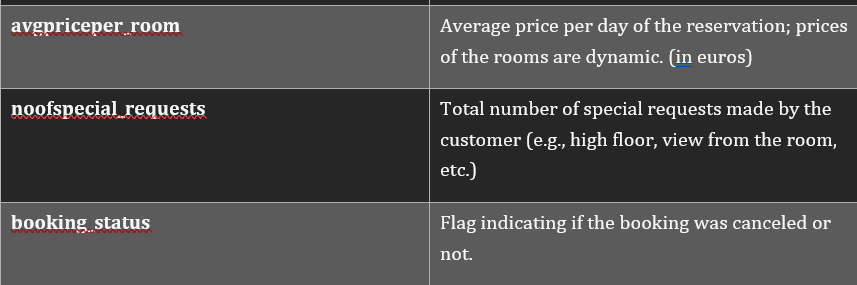 avgpriceper_room
Average price per day of the reservation; prices
of the rooms are dynamic. (in euros)
noofspecial_requests
Total number of special requests made by the
customer (e.g., high floor, view from the room,
etc.)
booking_status
Flag indicating if the booking was canceled or
not.